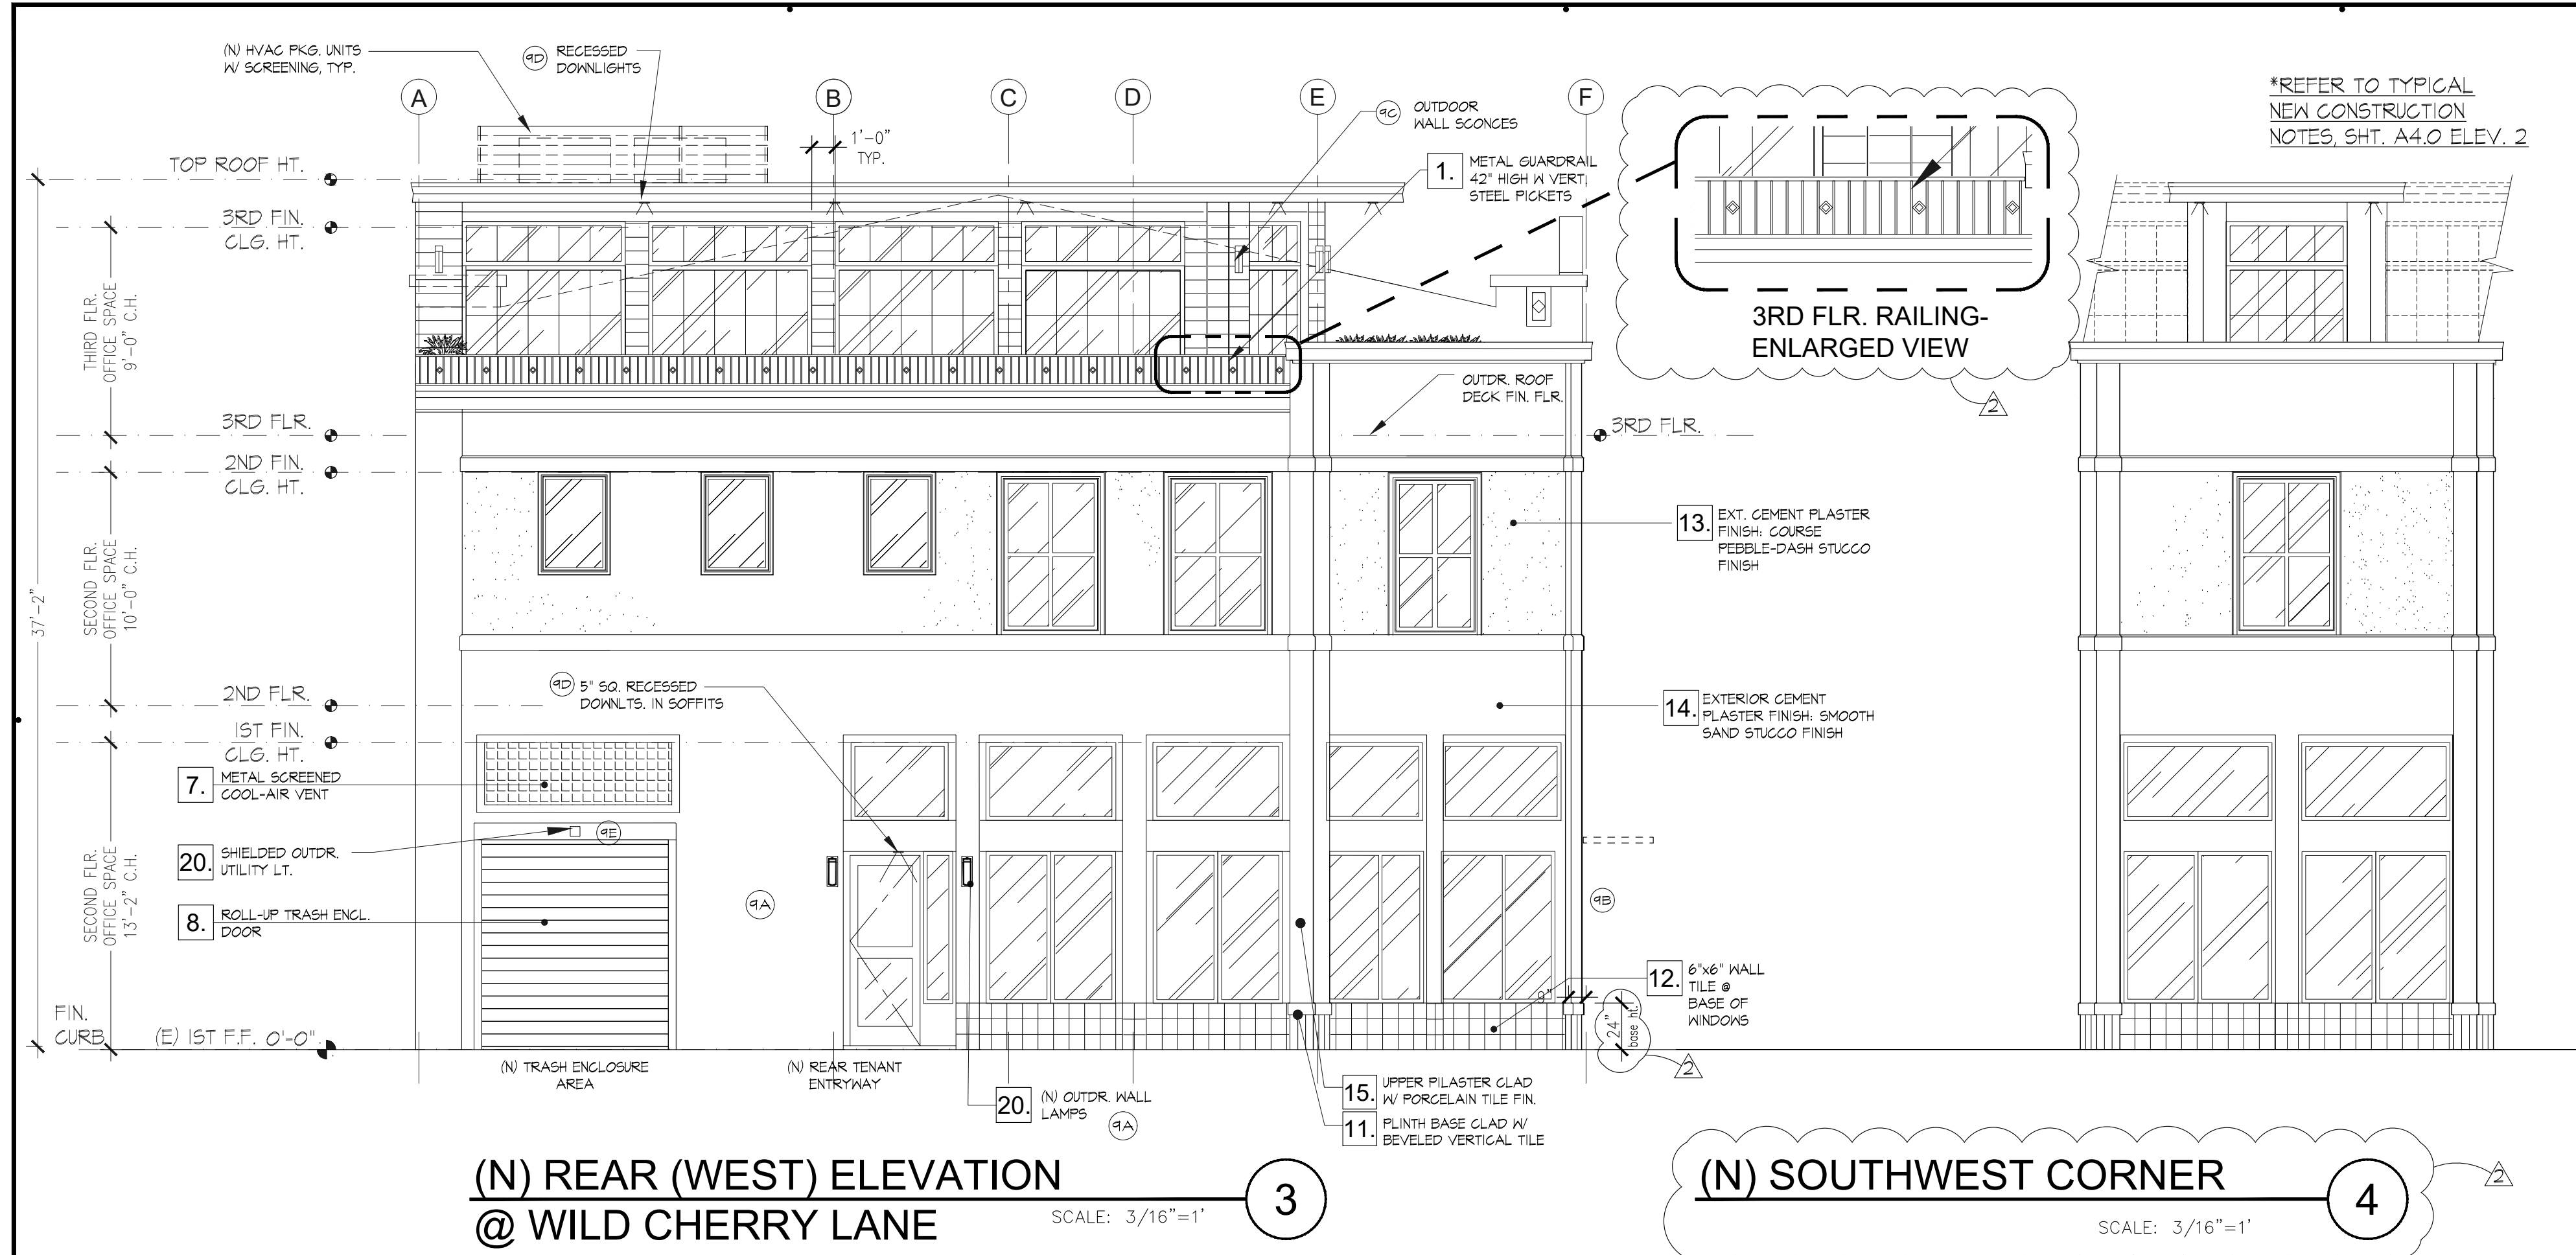 (N) HVAC PKG. UNITS
W/ SCREENING, TYP.
9D
RECESSED
DOWNLIGHTS
A
B
C
D
E
F
1'-0"
TYP.
9C
OUTDOOR
WALL SCONCES
1.
METAL GUARDRAIL
42" HIGH W VERT.
STEEL PICKETS
*REFER TO TYPICAL
NEW CONSTRUCTION
NOTES, SHT. A4.0 ELEV. 2
3RD FLR. RAILING-
ENLARGED VIEW
2
TOP ROOF HT.
3RD FIN.
CLG. HT.
THIRD FLR.
OFFICE SPACE
9'-0" C.H.
3RD FLR.
2ND FIN.
CLG. HT.
SECOND FLR.
OFFICE SPACE
10'-0" C.H.
37'-2"
2ND FLR.
1ST FIN.
CLG. HT.
SECOND FLR.
OFFICE SPACE
13'-2" C.H.
FIN.
CURB
(E) 1ST F.F. 0'-0"
OUTDR. ROOF
DECK FIN. FLR.
3RD FLR.
13.
EXT. CEMENT PLASTER
FINISH: COURSE
PEBBLE-DASH STUCCO
FINISH
14.
EXTERIOR CEMENT
PLASTER FINISH: SMOOTH
SAND STUCCO FINISH
9D
5" SQ. RECESSED
DOWNLTS. IN SOFFITS
7.
METAL SCREENED
COOL-AIR VENT
9E
20.
SHIELDED OUTDR.
UTILITY LT.
8.
ROLL-UP TRASH ENCL.
DOOR
9A
9B
12.
6"x6" WALL
TILE @
BASE OF
WINDOWS
9"
24"
base ht.
2
(N) TRASH ENCLOSURE
AREA
(N) REAR TENANT
ENTRYWAY
20.
(N) OUTDR. WALL
LAMPS
9A
15.
UPPER PILASTER CLAD
W/ PORCELAIN TILE FIN.
11.
PLINTH BASE CLAD W/
BEVELED VERTICAL TILE
(N) REAR (WEST) ELEVATION
@ WILD CHERRY LANE
SCALE: 3/16"=1'
3
(N) SOUTHWEST CORNER
SCALE: 3/16"=1'
4
2